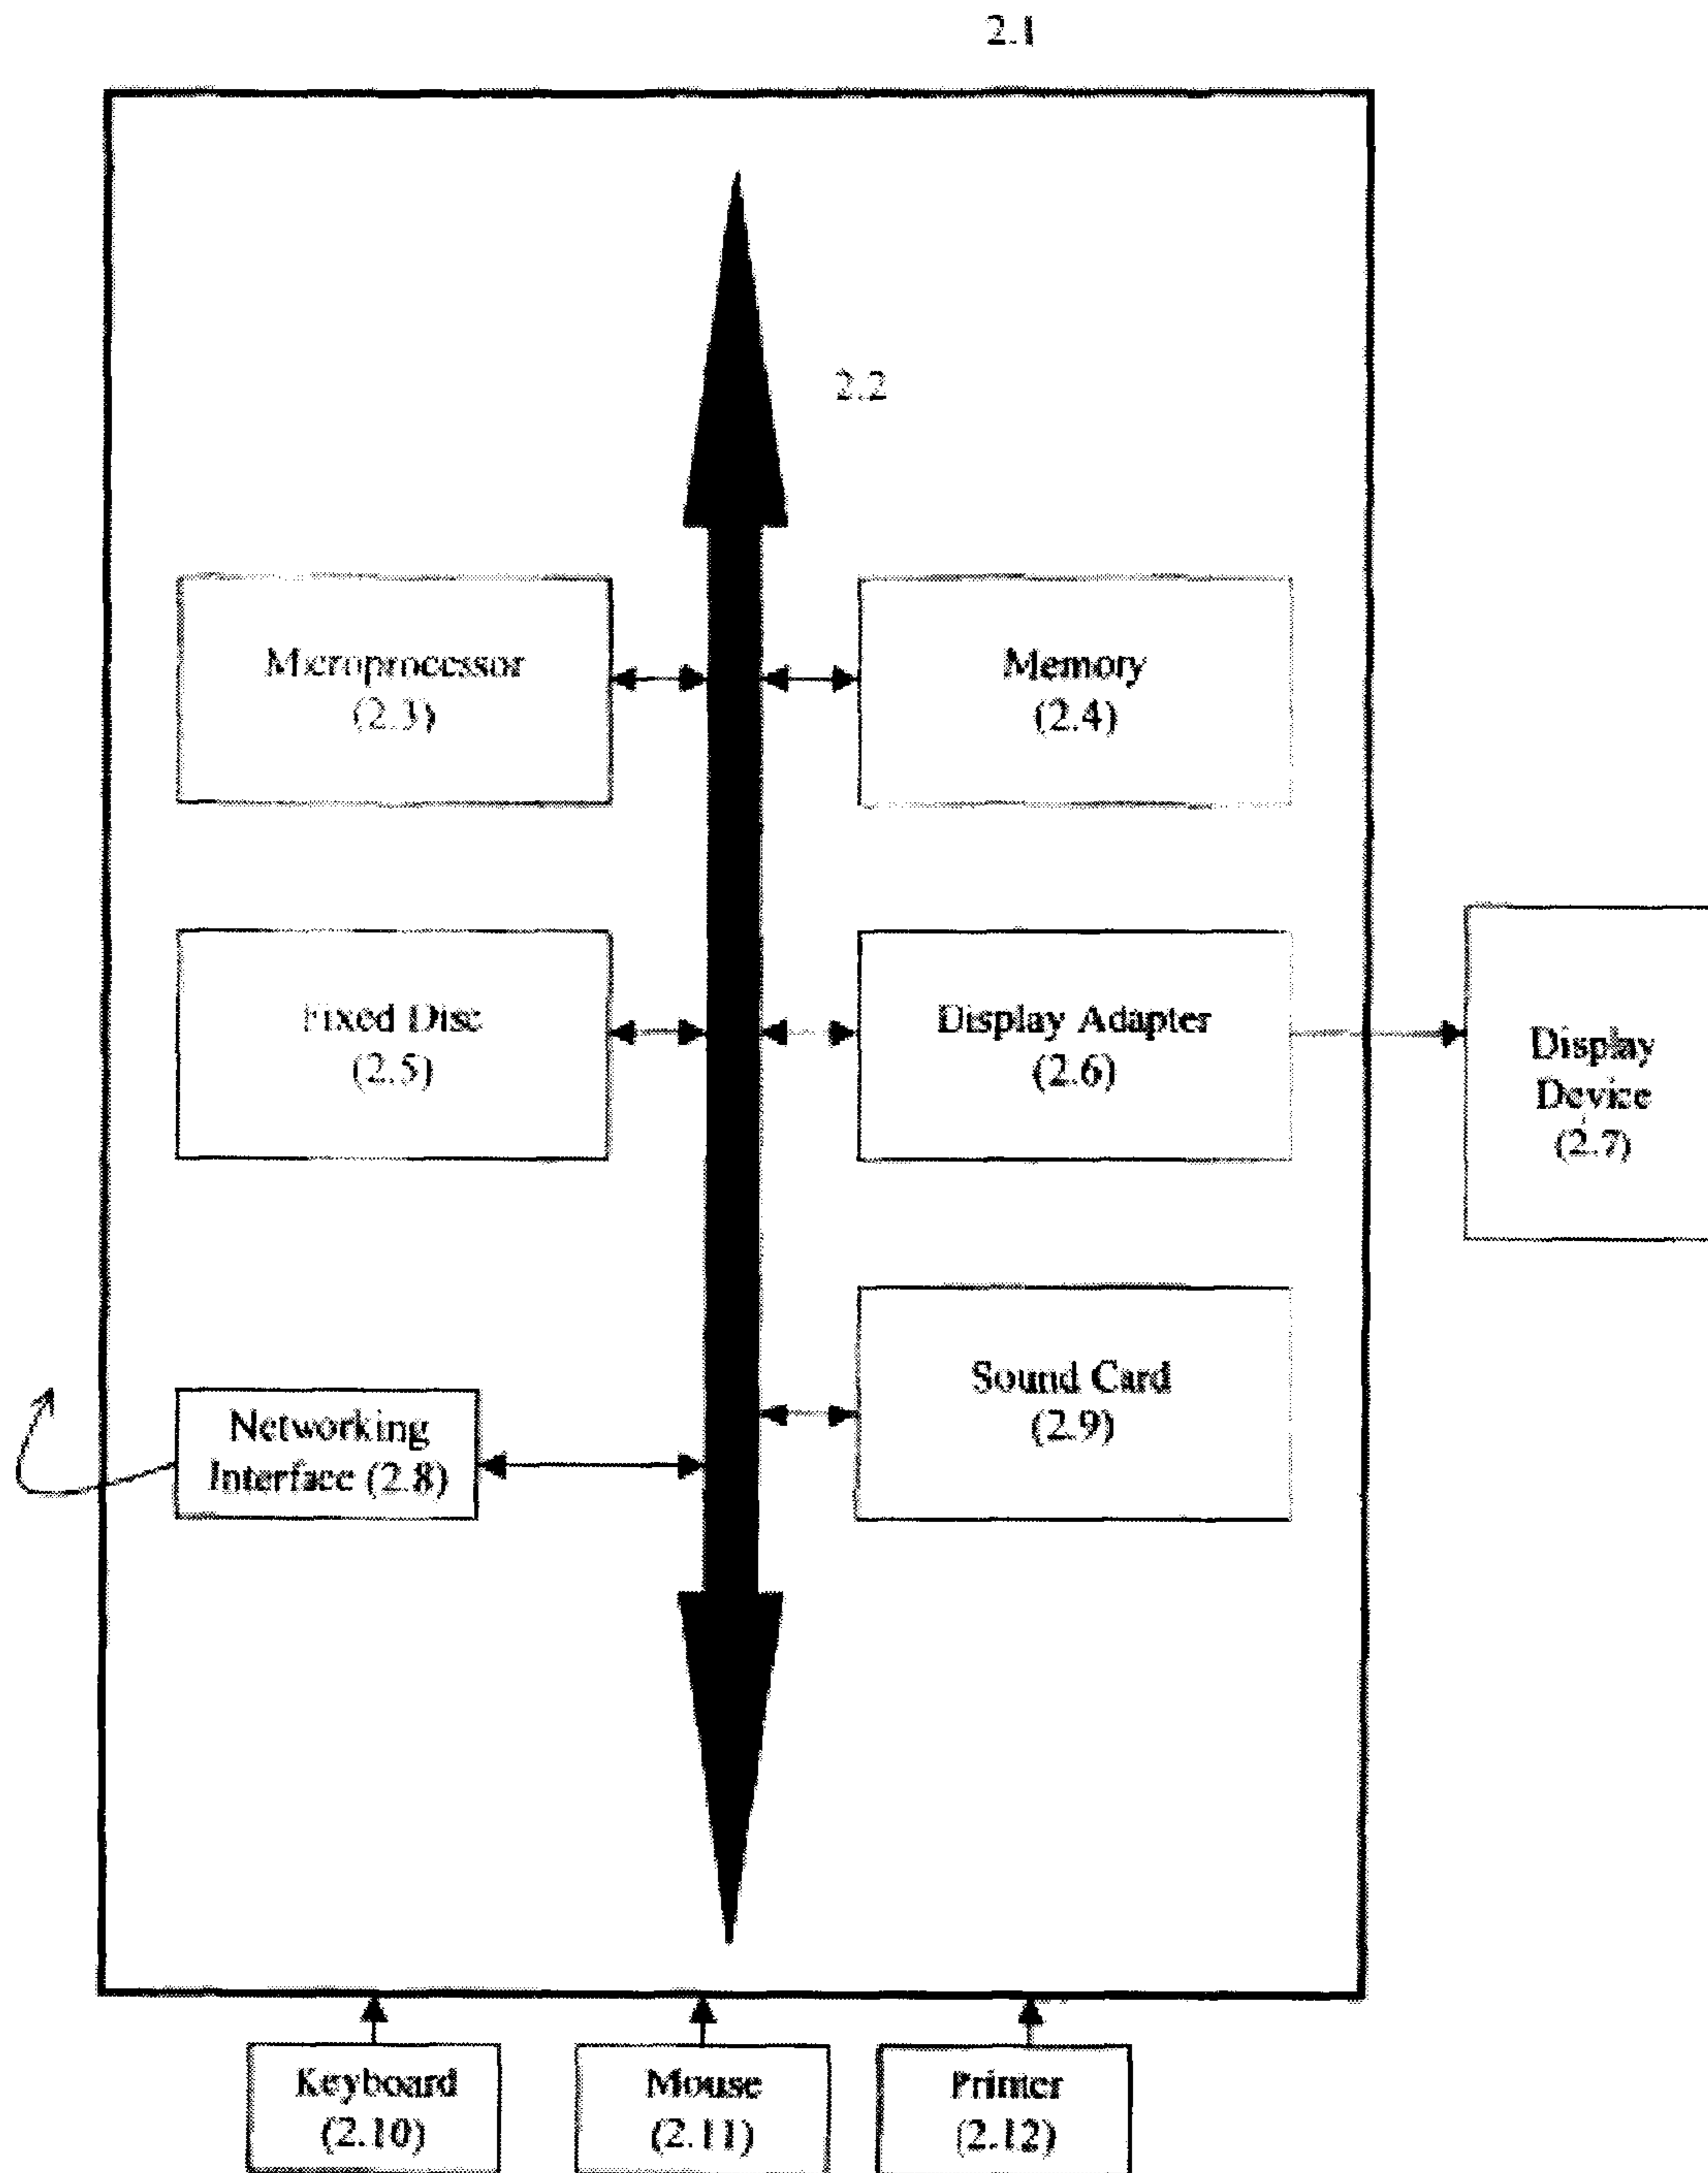 2.1
2.2
Microprocessor
(2.3)
Memory
(2.4)
Fixed Disc
(2.5)
Display Adapter
(2.6)
Display
Device
(2.7)
Networking
Interface (2.8)
Sound Card
(2.9)
Keyboard
(2.10)
Mouse
(2.11)
Printer
(2.12)